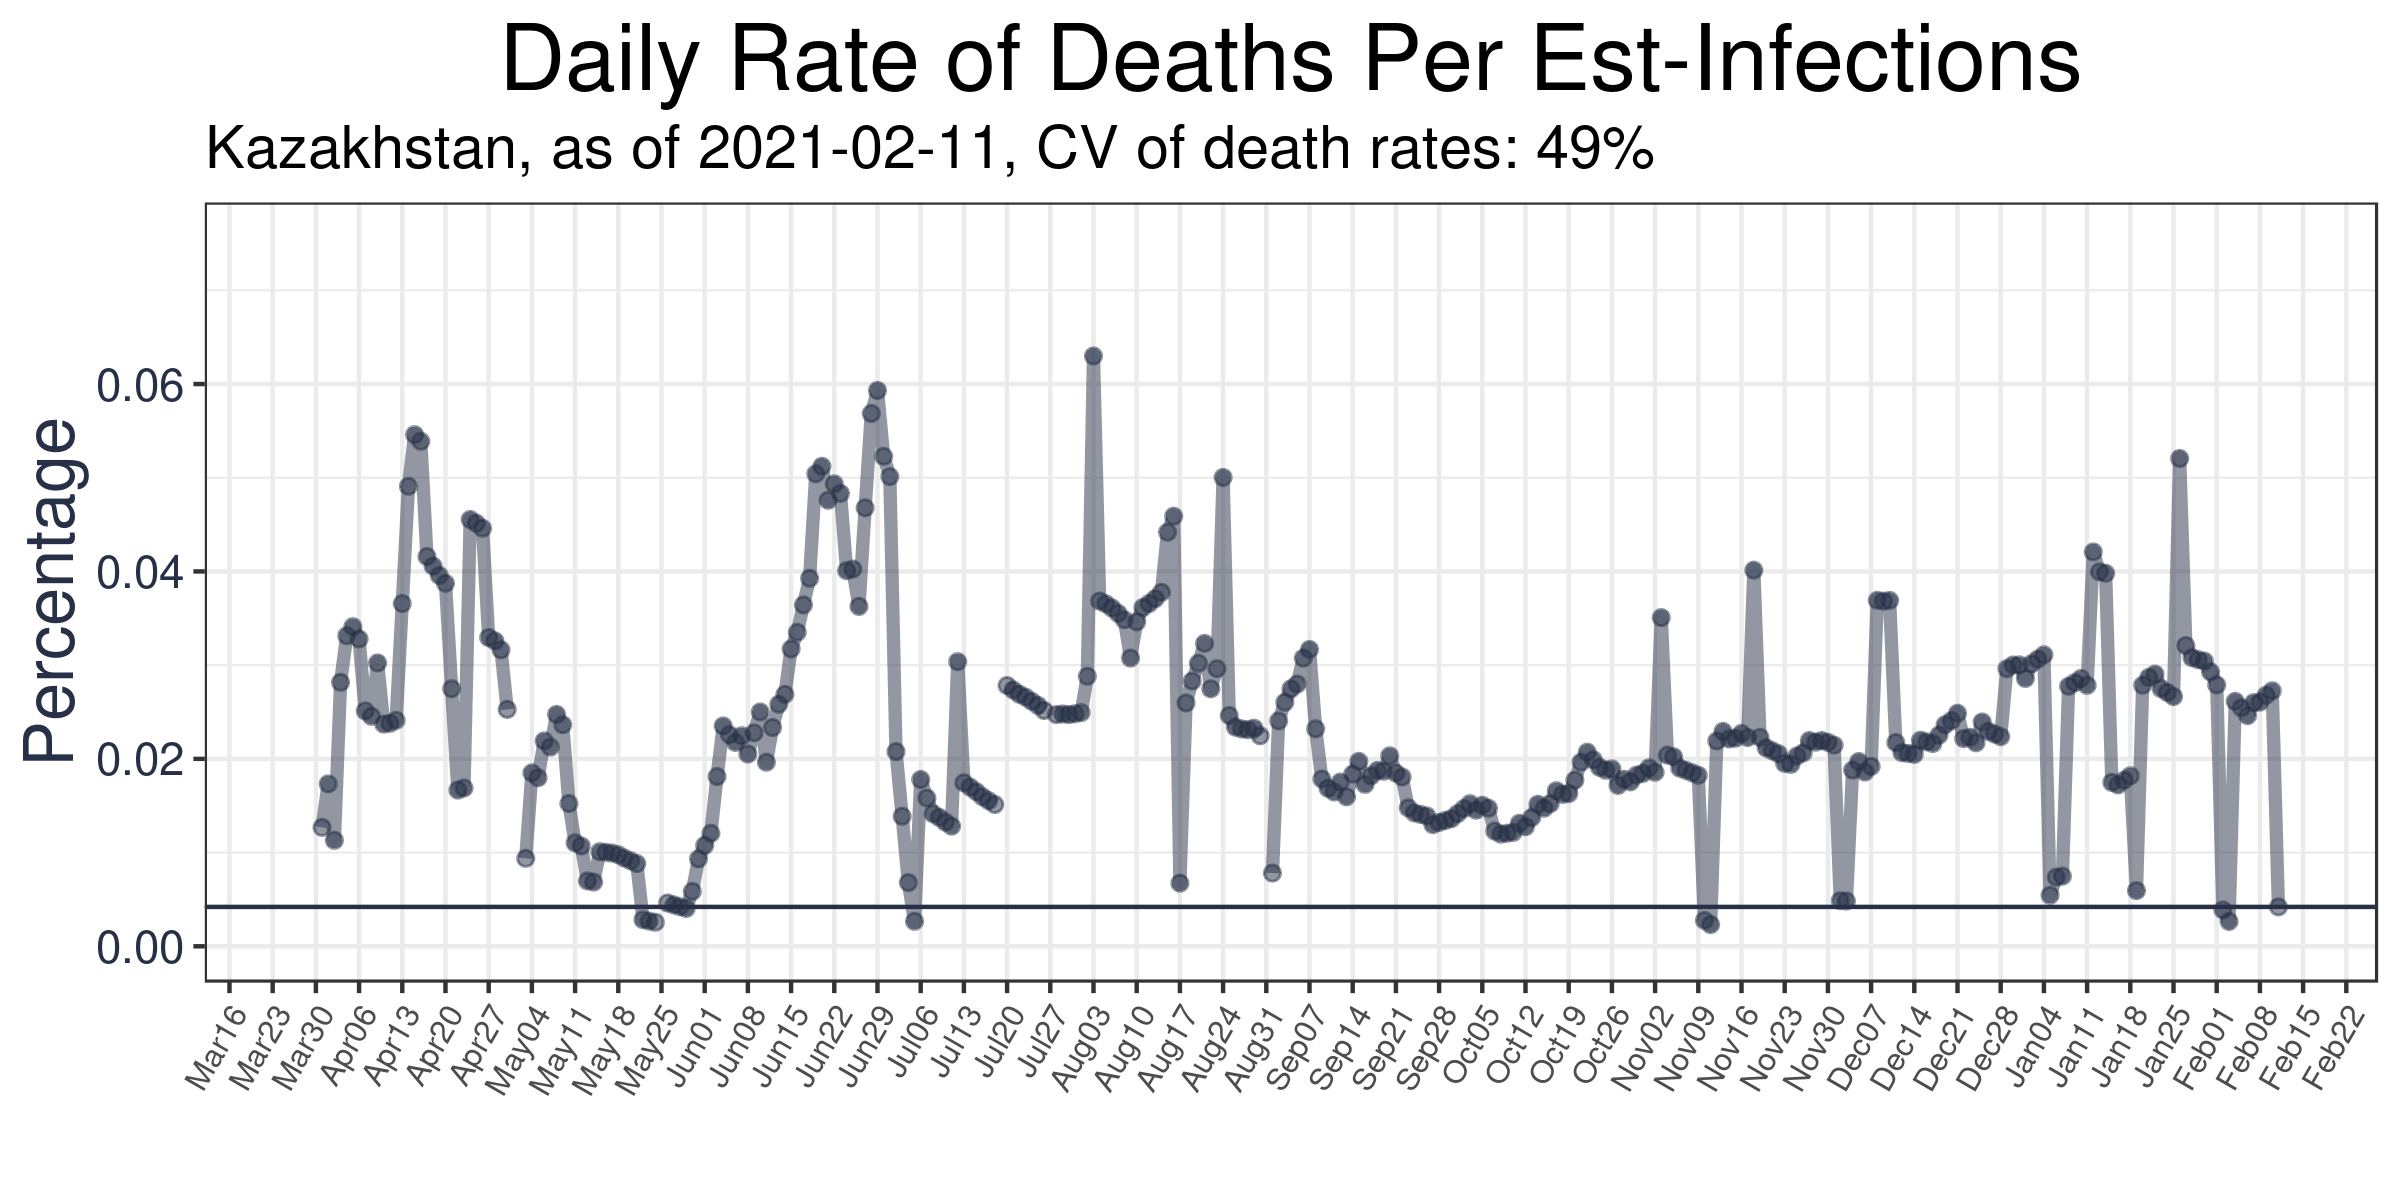 Daily Rate of Deaths Per Est-Infections
Kazakhstan, as of 2021-02-11, CV of death rates: 49%
Percentage
0.06
0.04
0.02
0.00
Mar16
Mar23
Mar30
Apr06
Apr13
Apr20
Apr27
May04
May11
May18
May25
Jun01
Jun08
Jun15
Jun22
Jun29
Jul06
Jul13
Jul20
Jul27
Aug03
Aug10
Aug17
Aug24
Aug31
Sep07
Sep14
Sep21
Sep28
Oct05
Oct12
Oct19
Oct26
Nov02
Nov09
Nov16
Nov23
Nov30
Dec07
Dec14
Dec21
Dec28
Jan04
Jan11
Jan18
Jan25
Feb01
Feb08
Feb15
Feb22